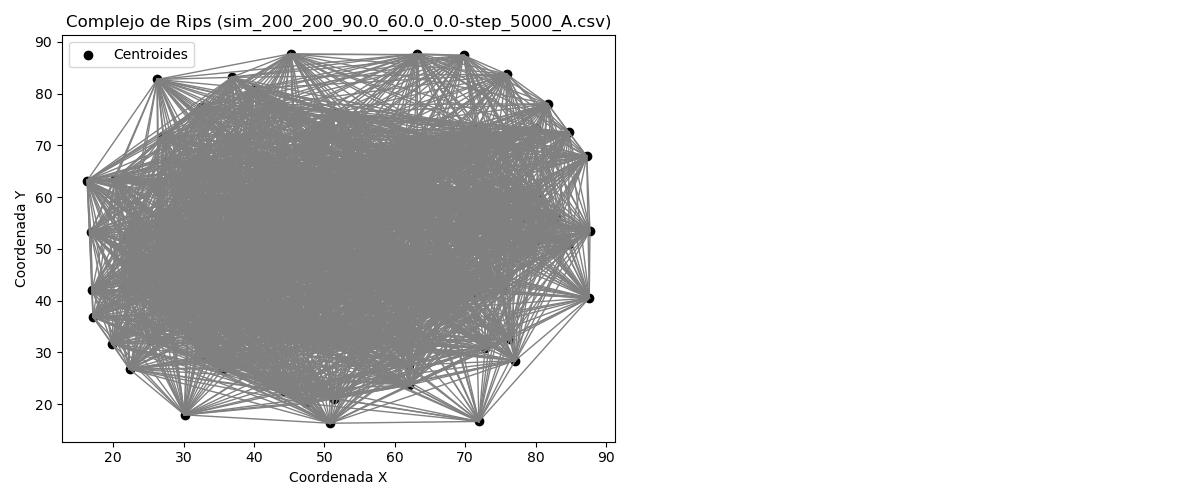 Complejo de Rips (sim_200_200_90.0_60.0_0.0-step_5000_A.csv)
Centroides
90
80
70
60
50
40
30
20
Coordenada Y
20 30 40 50 60 70 80 90
Coordenada X